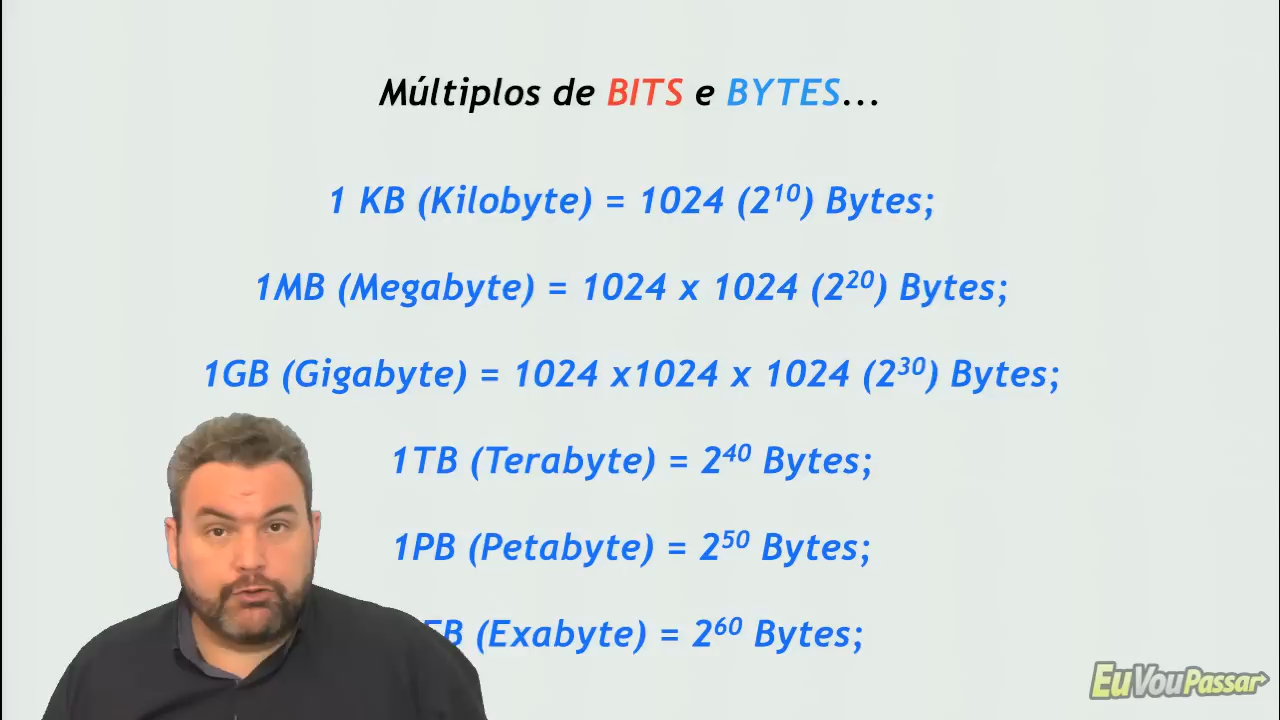 Múltiplos de BITS e BYTES...
1 KB (Kilobyte) = 1024 (2¹⁰) Bytes;
1MB (Megabyte) = 1024 x 1024 (2²⁰) Bytes;
1GB (Gigabyte) = 1024 x1024 x 1024 (2³⁰) Bytes;
1TB (Terabyte) = 2⁴⁰ Bytes;
1PB (Petabyte) = 2⁵⁰ Bytes;
(Exabyte) = 2⁶⁰ Bytes;
EuVouPassar